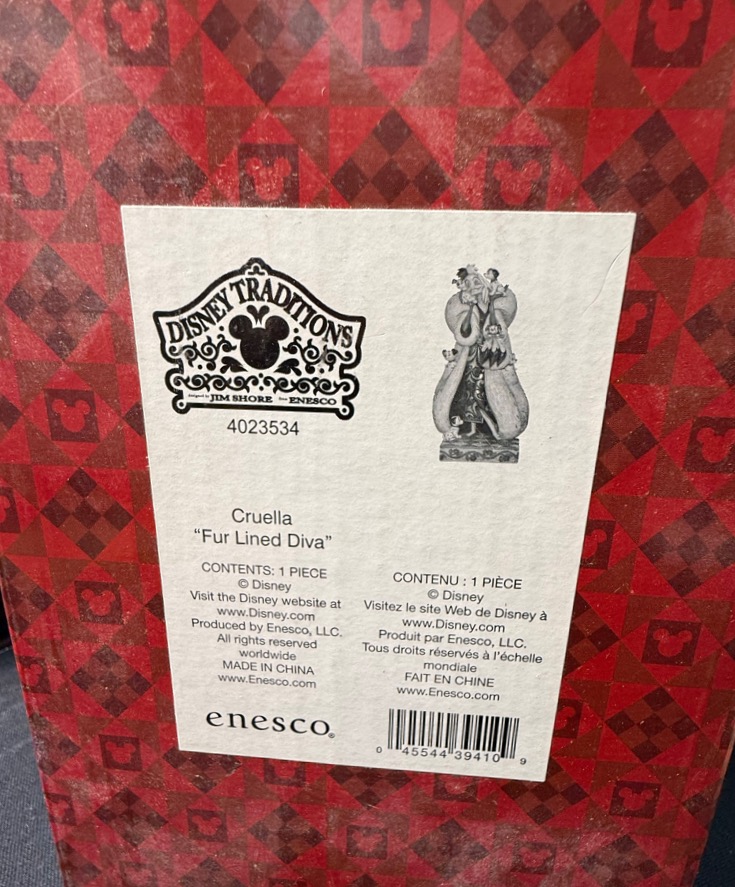 DISNEY TRADITIONS
designed by JIM SHORE for ENESCO
4023534
Cruella
“Fur Lined Diva”
CONTENTS: 1 PIECE
© Disney
Visit the Disney website at
www.Disney.com
Produced by Enesco, LLC.
All rights reserved
worldwide
MADE IN CHINA
www.Enesco.com
enesco®
CONTENU : 1 PIÈCE
© Disney
Visitez le site Web de Disney à
www.Disney.com
Produit par Enesco, LLC.
Tous droits réservés à l'échelle
mondiale
FAIT EN CHINE
www.Enesco.com
0 45544 39410 9